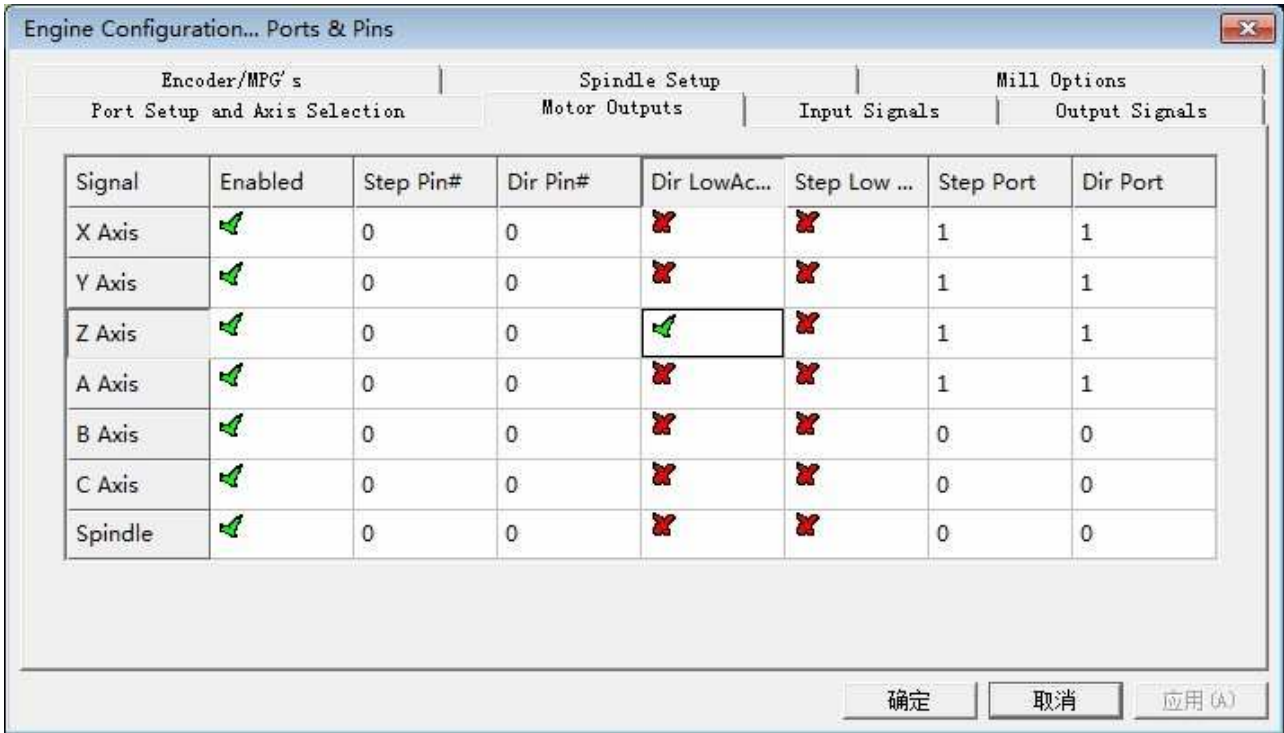 Engine Configuration... Ports & Pins
Encoder/MPG's Spindle Setup Mill Options
Port Setup and Axis Selection Motor Outputs Input Signals Output Signals
Signal Enabled Step Pin# Dir Pin# Dir LowAc... Step Low ... Step Port Dir Port
X Axis 0 0 1 1
Y Axis 0 0 1 1
Z Axis 0 0 1 1
A Axis 0 0 1 1
B Axis 0 0 0 0
C Axis 0 0 0 0
Spindle 0 0 0 0
确定 取消 应用(A)